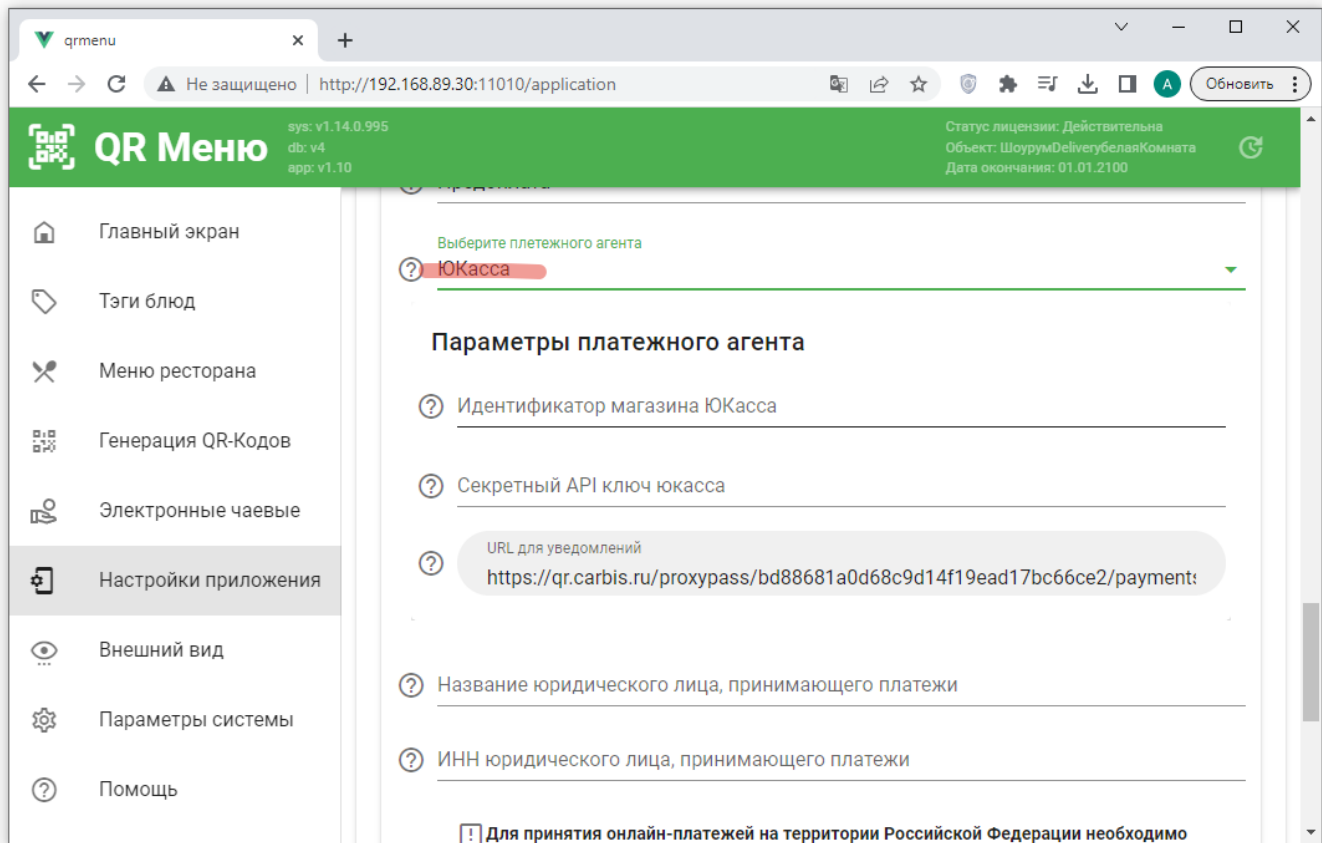 qrmenu
Не защищено
http://192.168.89.30:11010/application
A
Обновить
QR Меню
sys: v1.14.0.995
db: v4
app: v1.10
Статус лицензии: Действительна
Объект: ШоурумDeliveryбелаяКомната
Дата окончания: 01.01.2100
Главный экран
Тэги блюд
Меню ресторана
Генерация QR-Кодов
Электронные чаевые
Настройки приложения
Внешний вид
Параметры системы
Помощь
Предоплата
Выберите плетежного агента
ЮКасса
Параметры платежного агента
Идентификатор магазина ЮКасса
Секретный API ключ юкасса
URL для уведомлений
https://qr.carbis.ru/proxypass/bd88681a0d68c9d14f19ead17bc66ce2/payments
Название юридического лица, принимающего платежи
ИНН юридического лица, принимающего платежи
Для принятия онлайн-платежей на территории Российской Федерации необходимо